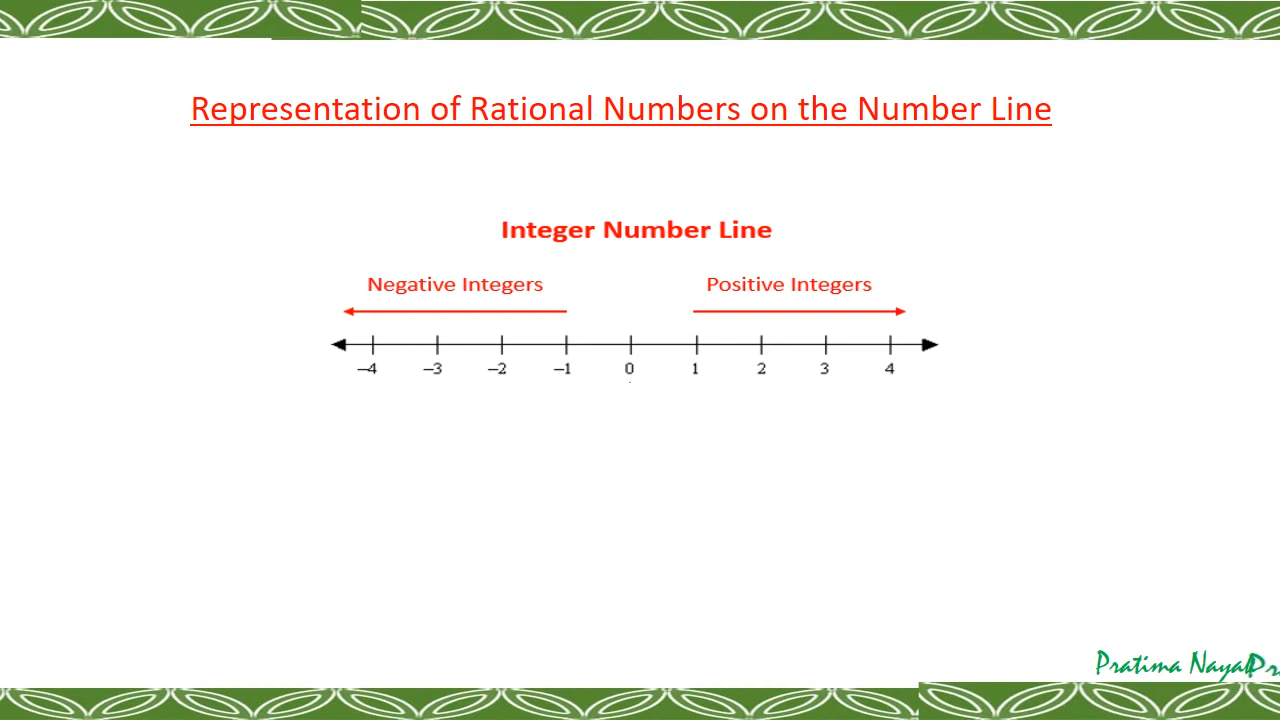 Representation of Rational Numbers on the Number Line
Integer Number Line
Negative Integers Positive Integers
–4 –3 –2 –1 0 1 2 3 4
Pratima